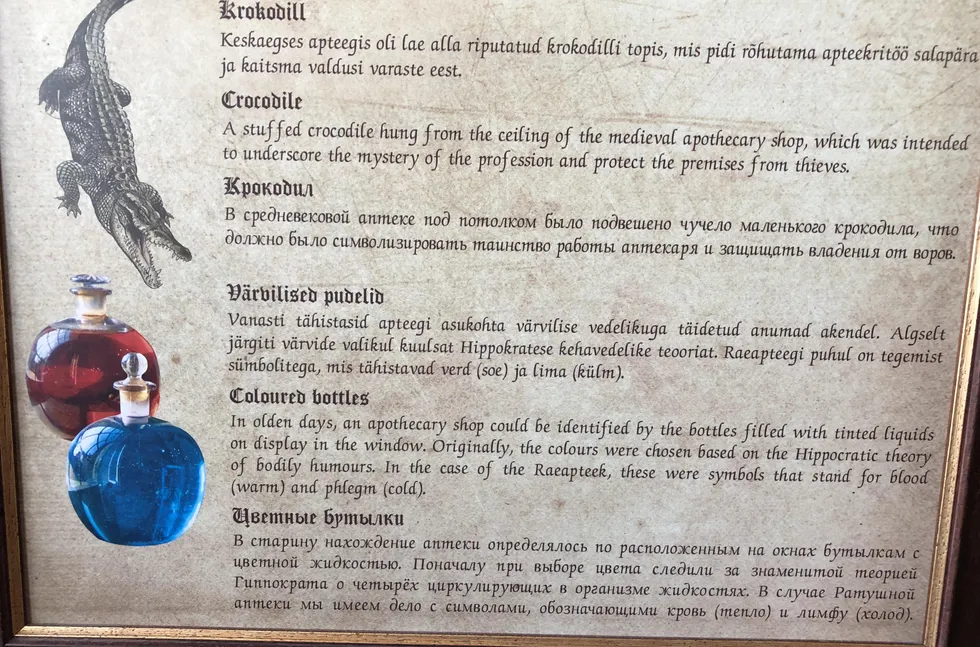 Krokodill
Keskaegses apteegis oli lae alla riputatud krokodilli topis, mis pidi rõhutama apteekritöö salapära
ja kaitsma valdusi varaste eest.
Crocodile
A stuffed crocodile hung from the ceiling of the medieval apothecary shop, which was intended
to underscore the mystery of the profession and protect the premises from thieves.
Крокодил
В средневековой аптеке под потолком было подвешено чучело маленького крокодила, что
должно было символизировать таинство работы аптекаря и защищать владения от воров.
Värvilised pudelid
Vanasti tähistasid apteegi asukohta värvilise vedelikuga täidetud anumad akendel. Algselt
järgiti värvide valikul kuulsat Hippokratese kehavedelike teooriat. Raeapteegi puhul on tegemist
sümbolitega, mis tähistavad verd (soe) ja lima (külm).
Coloured bottles
In olden days, an apothecary shop could be identified by the bottles filled with tinted liquids
on display in the window. Originally, the colours were chosen based on the Hippocratic theory
of bodily humours. In the case of the Raeapteek, these were symbols that stand for blood
(warm) and phlegm (cold).
Цветные бутылки
В старину нахождение аптеки определялось по расположенным на окнах бутылкам с
цветной жидкостью. Поначалу при выборе цвета следили за знаменитой теорией
Гиппократа о четырёх циркулирующих в организме жидкостях. В случае Ратушной
аптеки мы имеем дело с символами, обозначающими кровь (тепло) и лимфу (холод).